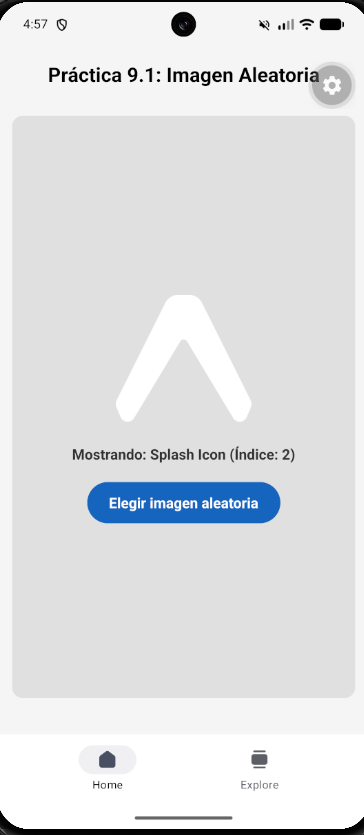 4:57
Práctica 9.1: Imagen Aleatoria
Mostrando: Splash Icon (Índice: 2)
Elegir imagen aleatoria
Home
Explore